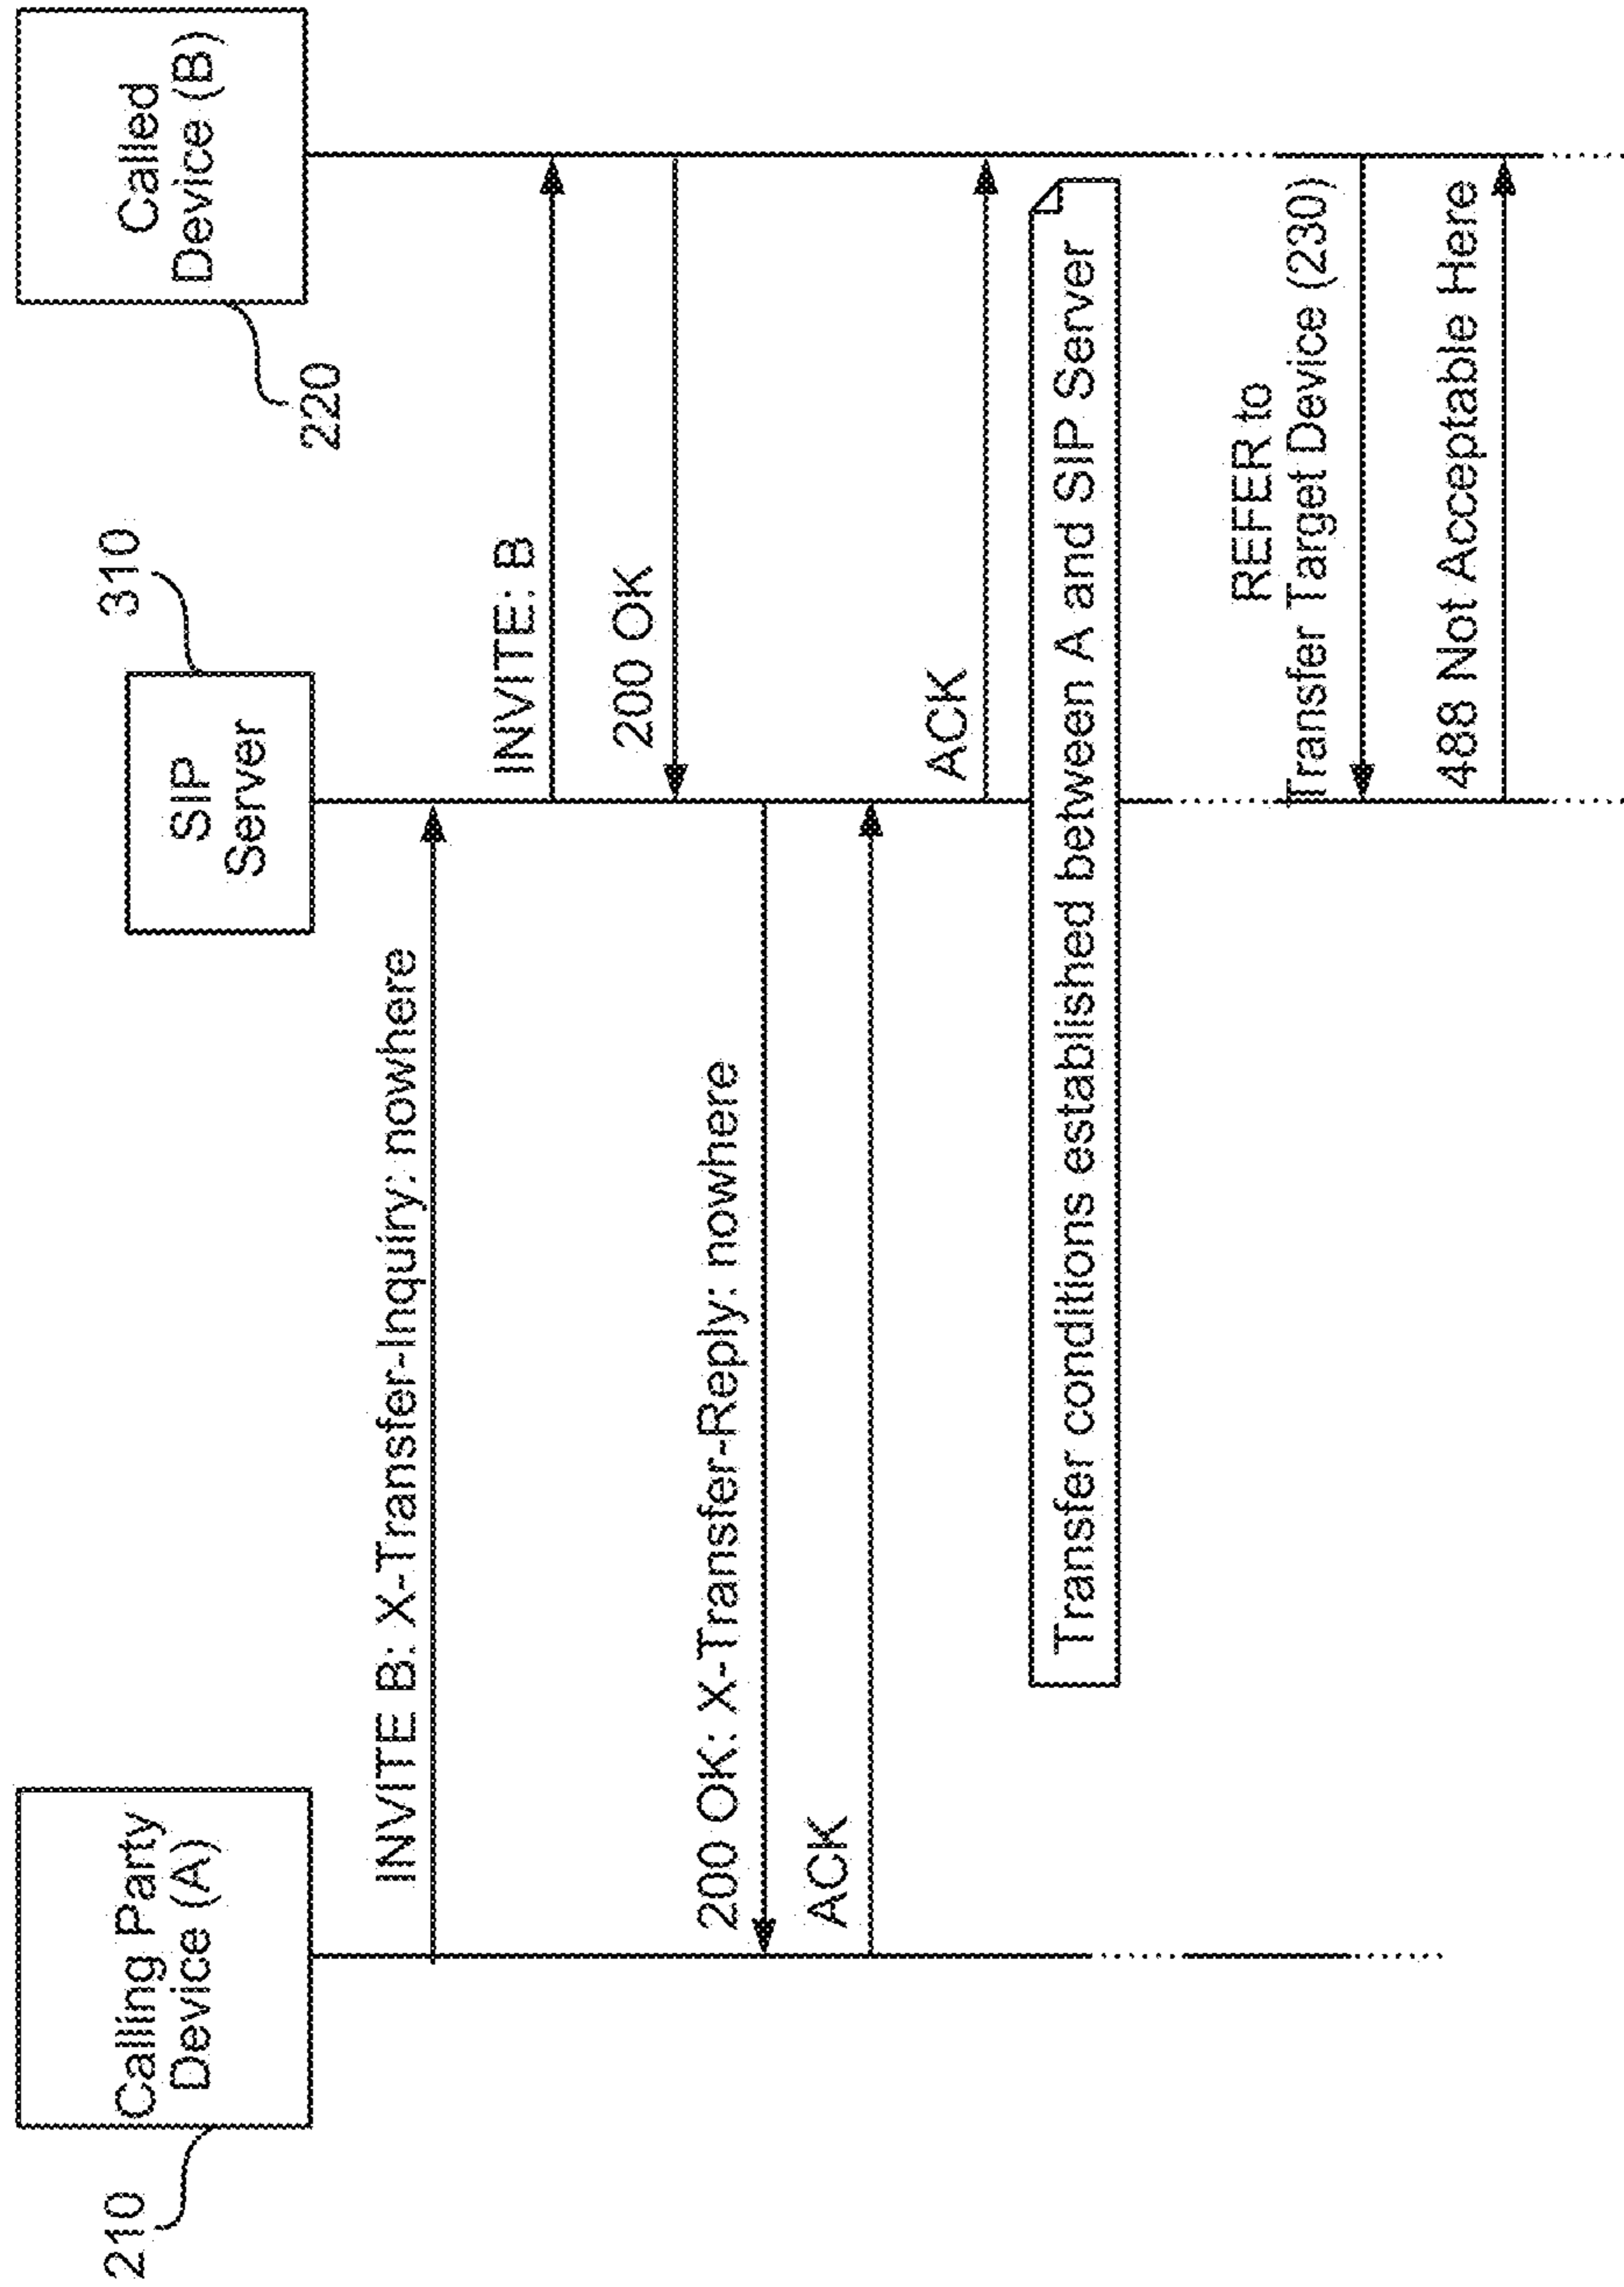 210
Calling Party
Device (A)
310
SIP
Server
220
Called
Device (B)
INVITE B: X-Transfer-Inquiry: nowhere
INVITE: B
200 OK
200 OK: X-Transfer-Reply: nowhere
ACK
ACK
Transfer conditions established between A and SIP Server
REFER to
Transfer Target Device (230)
488 Not Acceptable Here